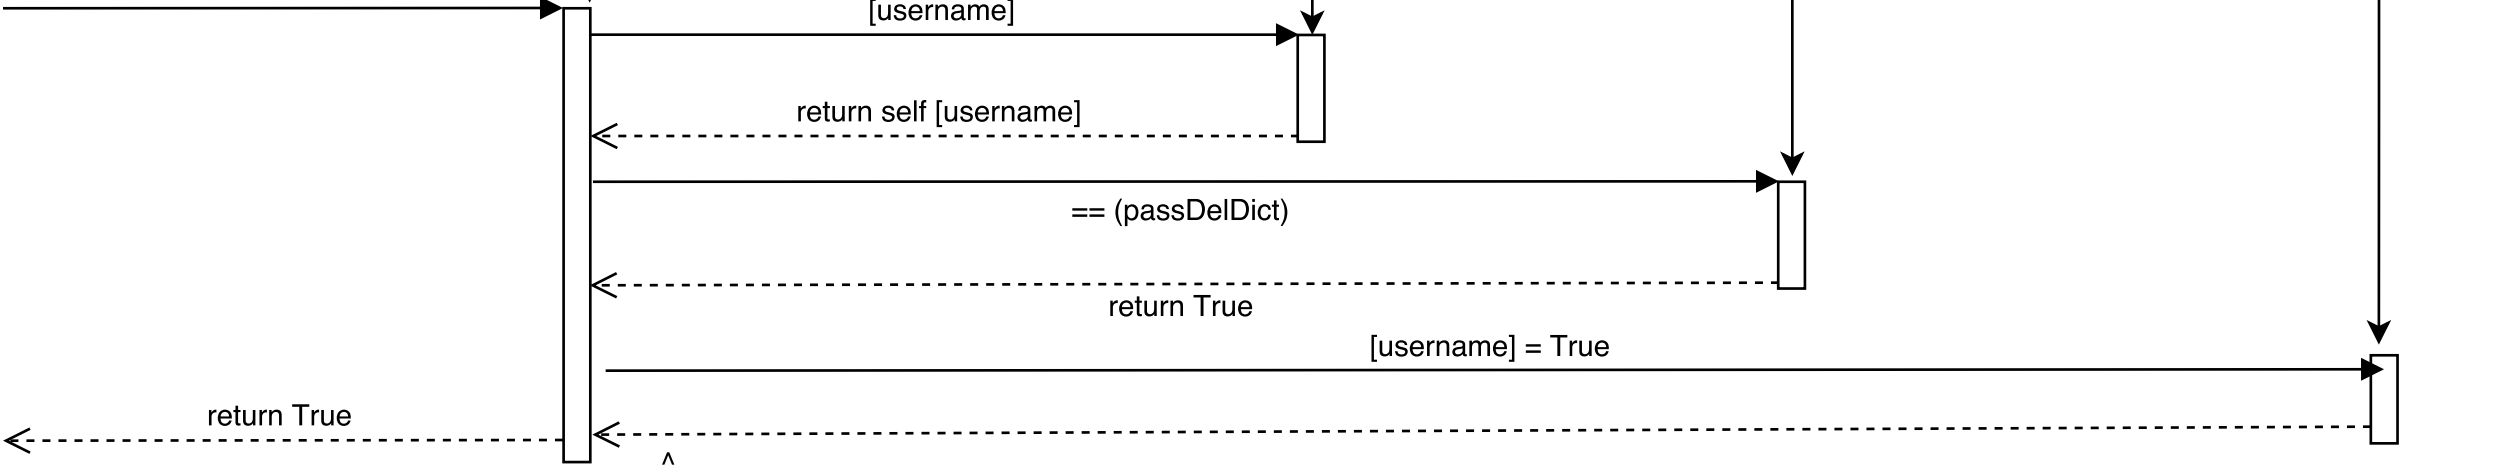 [username]
return self [username]
== (passDelDict)
return True
[username] = True
return True
^